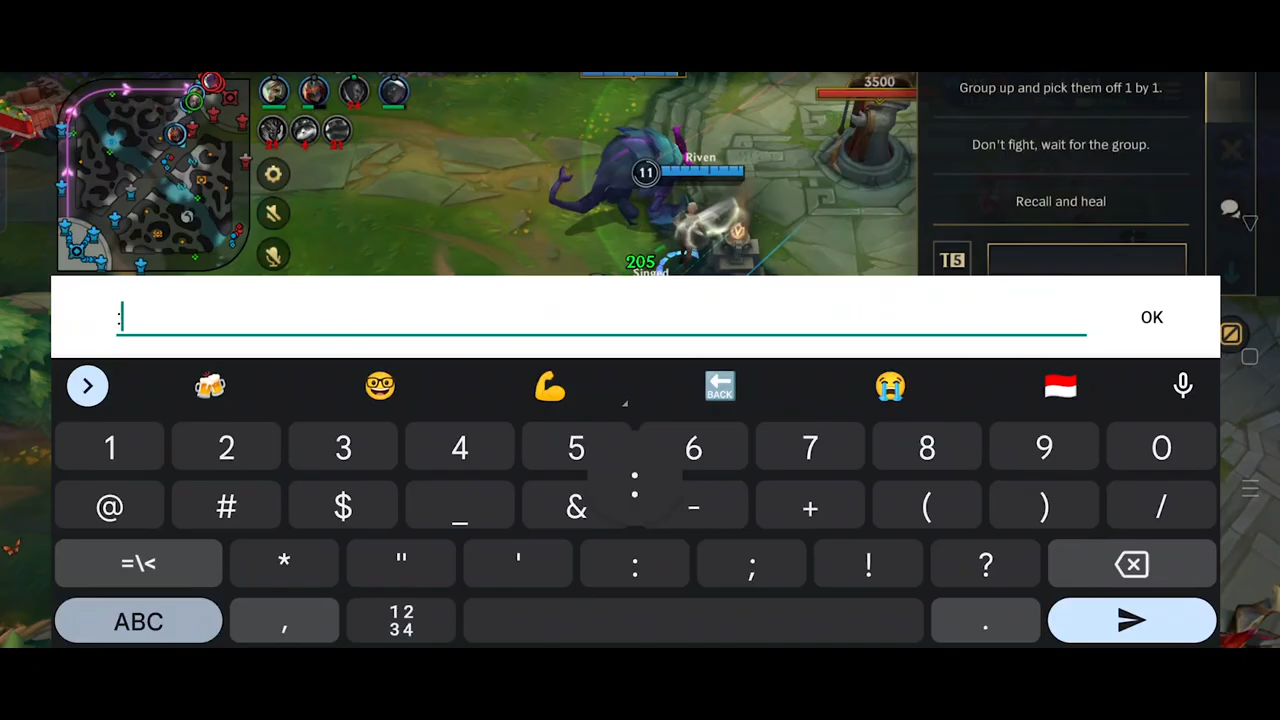 3500
Group up and pick them off 1 by 1.
Riven
Don't fight, wait for the group.
11
Recall and heal
205
Singed
T5
:
OK
BACK
1 2 3 4 5 6 7 8 9 0
:
@ # $ _ & - + ( ) /
=\< * " ' : ; ! ?
ABC , 12 .
34